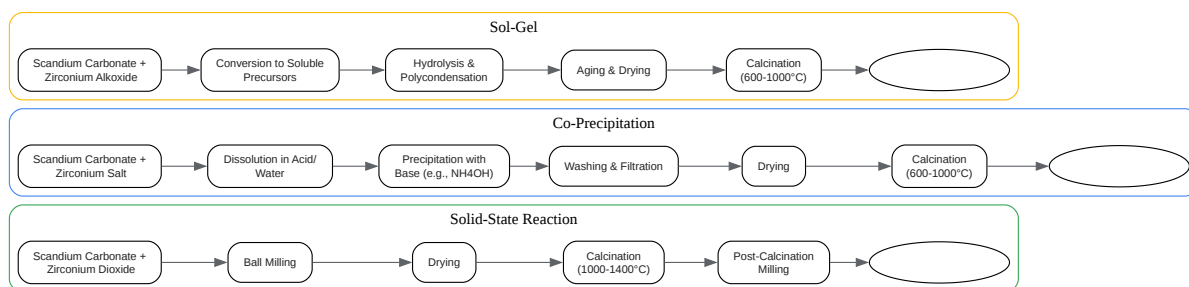 Sol-Gel
Scandium Carbonate +
Zirconium Alkoxide
Conversion to Soluble
Precursors
Hydrolysis &
Polycondensation
Aging & Drying
Calcination
(600-1000°C)
Co-Precipitation
Scandium Carbonate +
Zirconium Salt
Dissolution in Acid/
Water
Precipitation with
Base (e.g., NH4OH)
Washing & Filtration
Drying
Calcination
(600-1000°C)
Solid-State Reaction
Scandium Carbonate +
Zirconium Dioxide
Ball Milling
Drying
Calcination
(1000-1400°C)
Post-Calcination
Milling